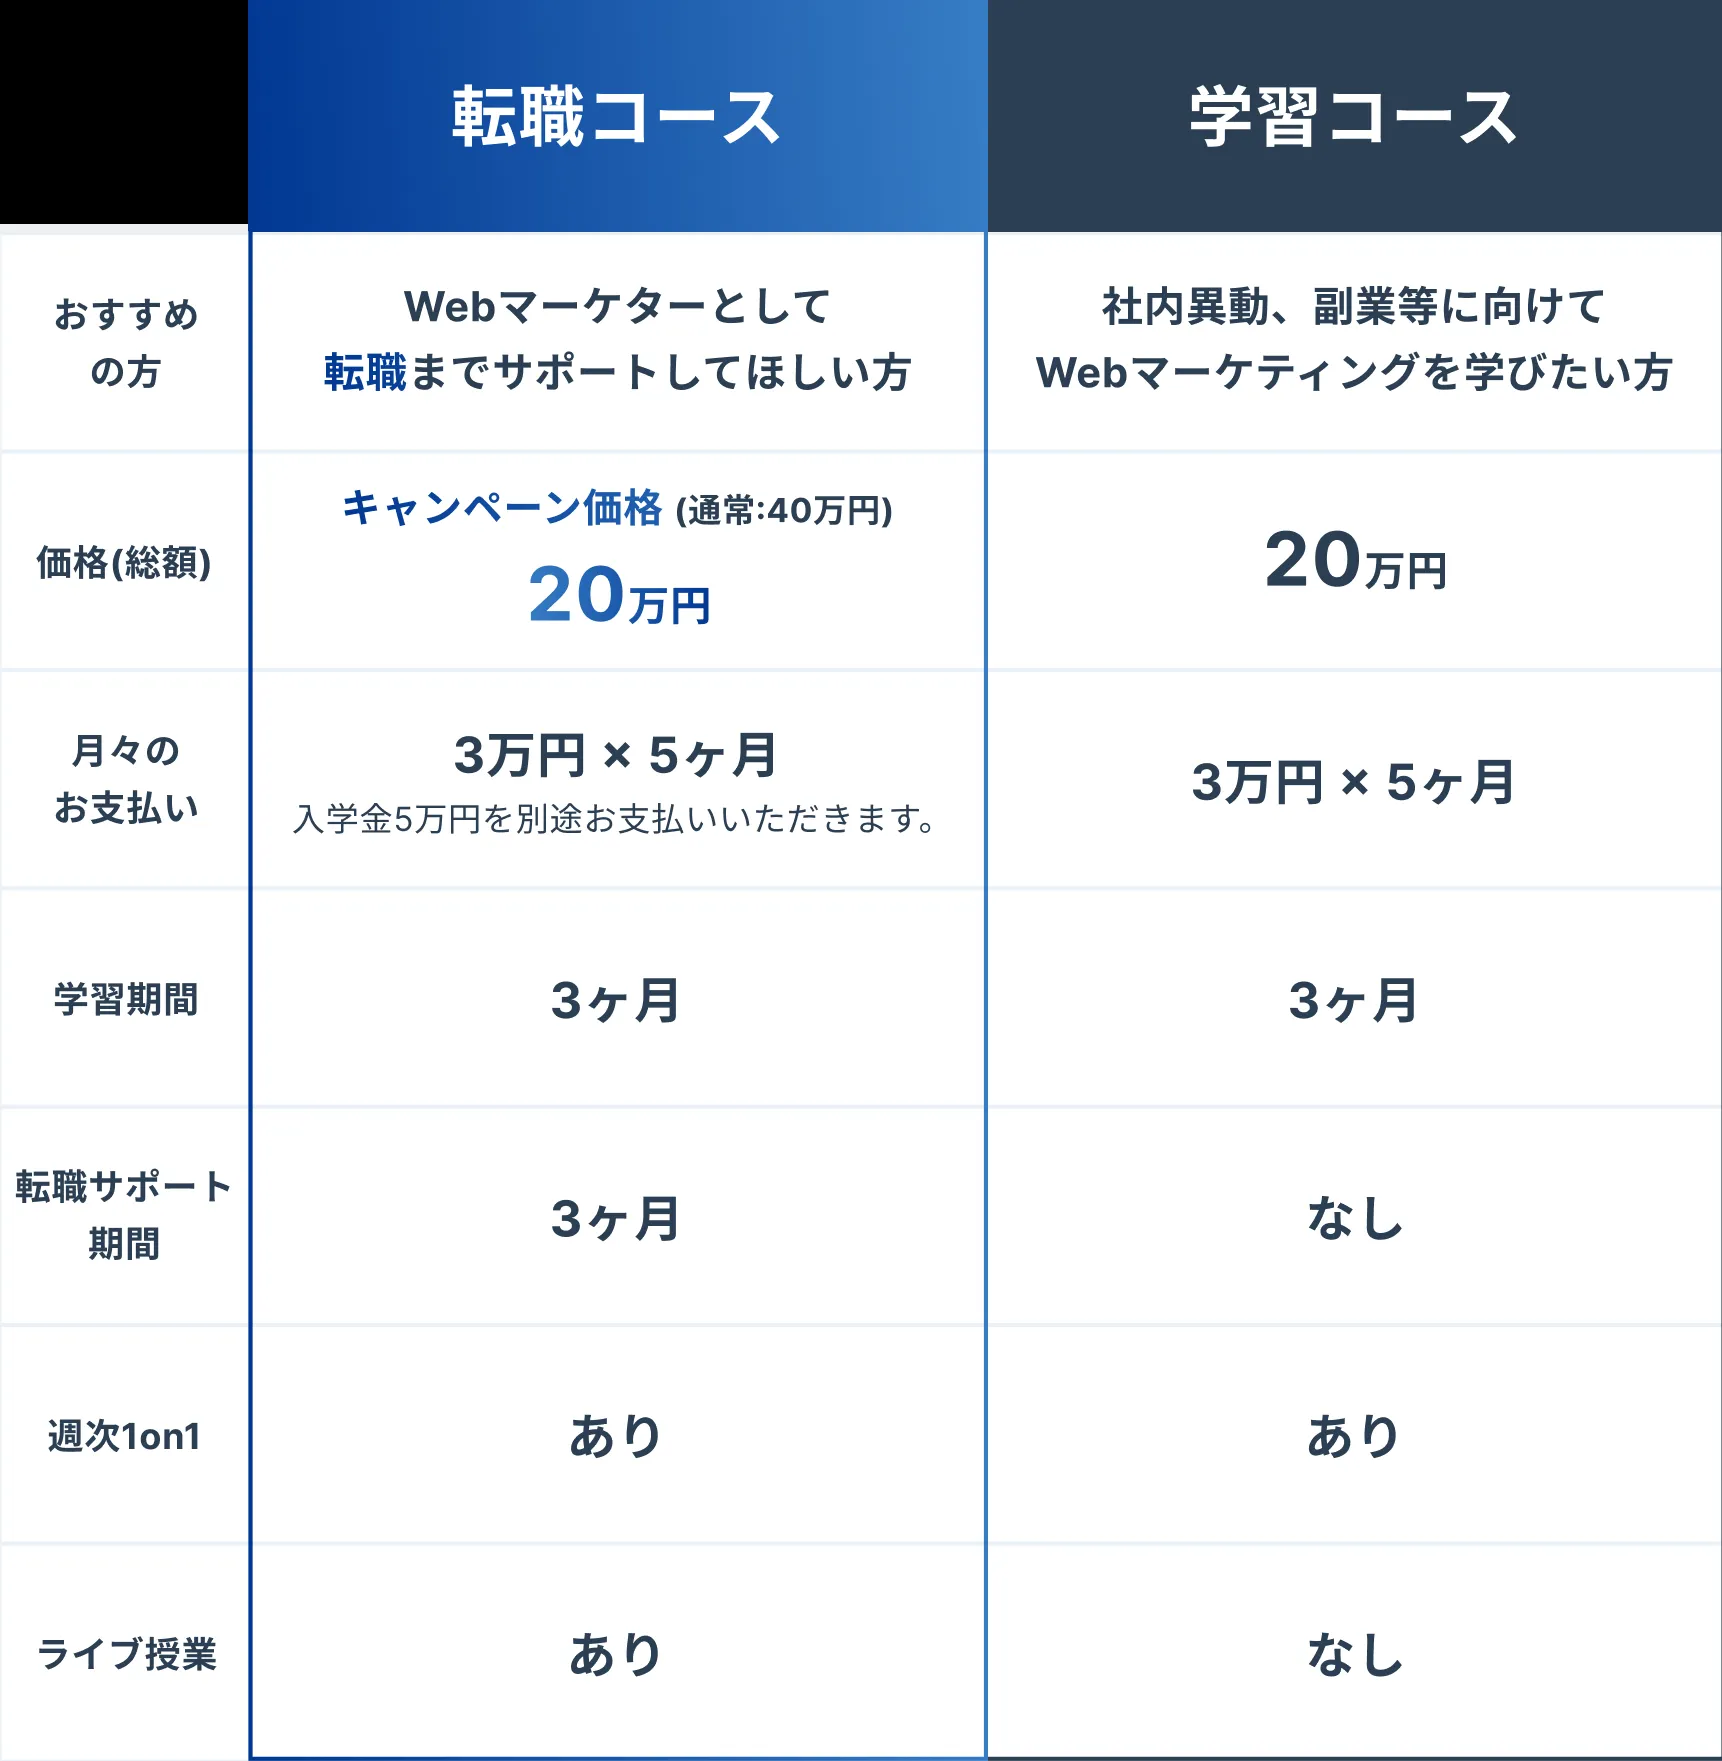 転職コース
学習コース
おすすめ
の方
Webマーケターとして
転職までサポートしてほしい方
社内異動、副業等に向けて
Webマーケティングを学びたい方
価格(総額)
キャンペーン価格 (通常:40万円)
20万円
20万円
月々の
お支払い
3万円 × 5ヶ月
入学金5万円を別途お支払いいただきます。
3万円 × 5ヶ月
学習期間
3ヶ月
3ヶ月
転職サポート
期間
3ヶ月
なし
週次1on1
あり
あり
ライブ授業
あり
なし